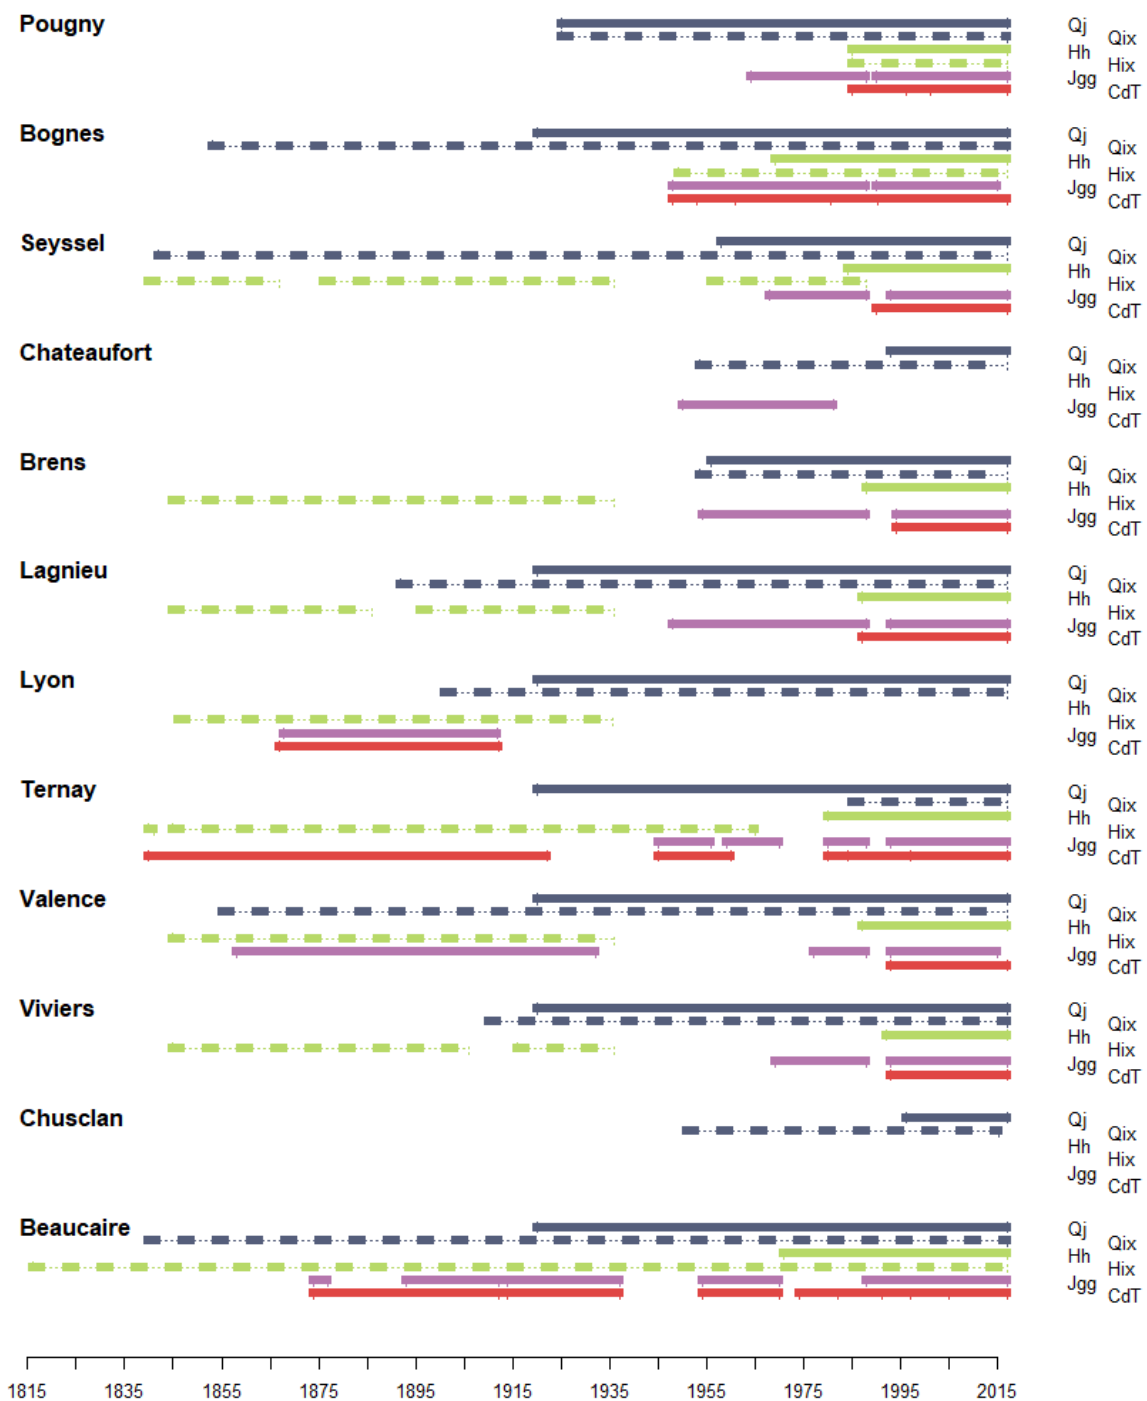 Pougny
Qj Qix
Hh Hix
Jgg CdT
Bognes
Qj Qix
Hh Hix
Jgg CdT
Seyssel
Qj Qix
Hh Hix
Jgg CdT
Chateaufort
Qj Qix
Hh Hix
Jgg CdT
Brens
Qj Qix
Hh Hix
Jgg CdT
Lagnieu
Qj Qix
Hh Hix
Jgg CdT
Lyon
Qj Qix
Hh Hix
Jgg CdT
Ternay
Qj Qix
Hh Hix
Jgg CdT
Valence
Qj Qix
Hh Hix
Jgg CdT
Viviers
Qj Qix
Hh Hix
Jgg CdT
Chusclan
Qj Qix
Hh Hix
Jgg CdT
Beaucaire
Qj Qix
Hh Hix
Jgg CdT
1815 1835 1855 1875 1895 1915 1935 1955 1975 1995 2015